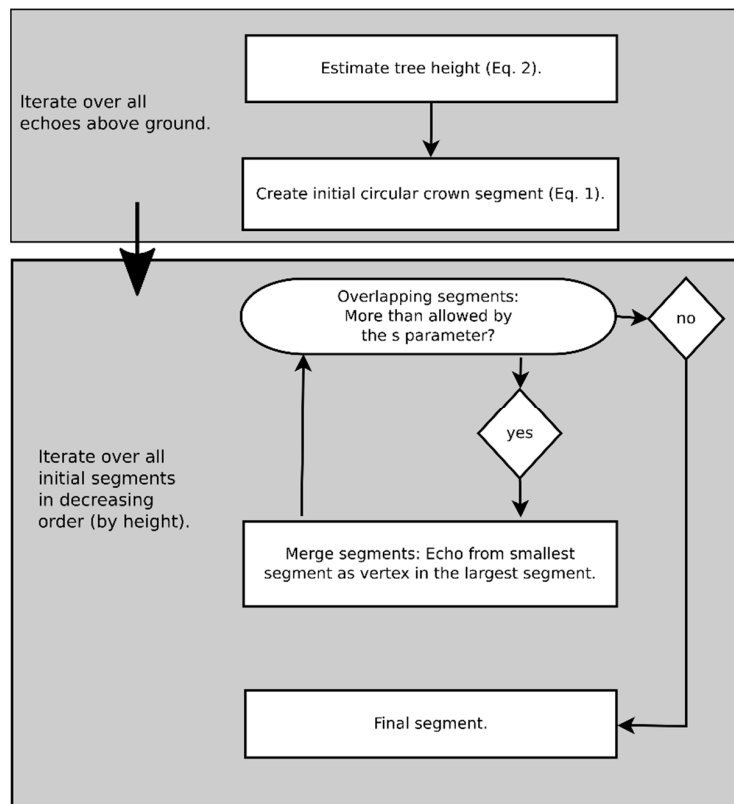 Estimate tree height (Eq. 2).
Iterate over all
echoes above ground.
Create initial circular crown segment (Eq. 1).
Overlapping segments:
More than allowed by
the s parameter?
no
yes
Iterate over all
initial segments
in decreasing
order (by height).
Merge segments: Echo from smallest
segment as vertex in the largest segment.
Final segment.